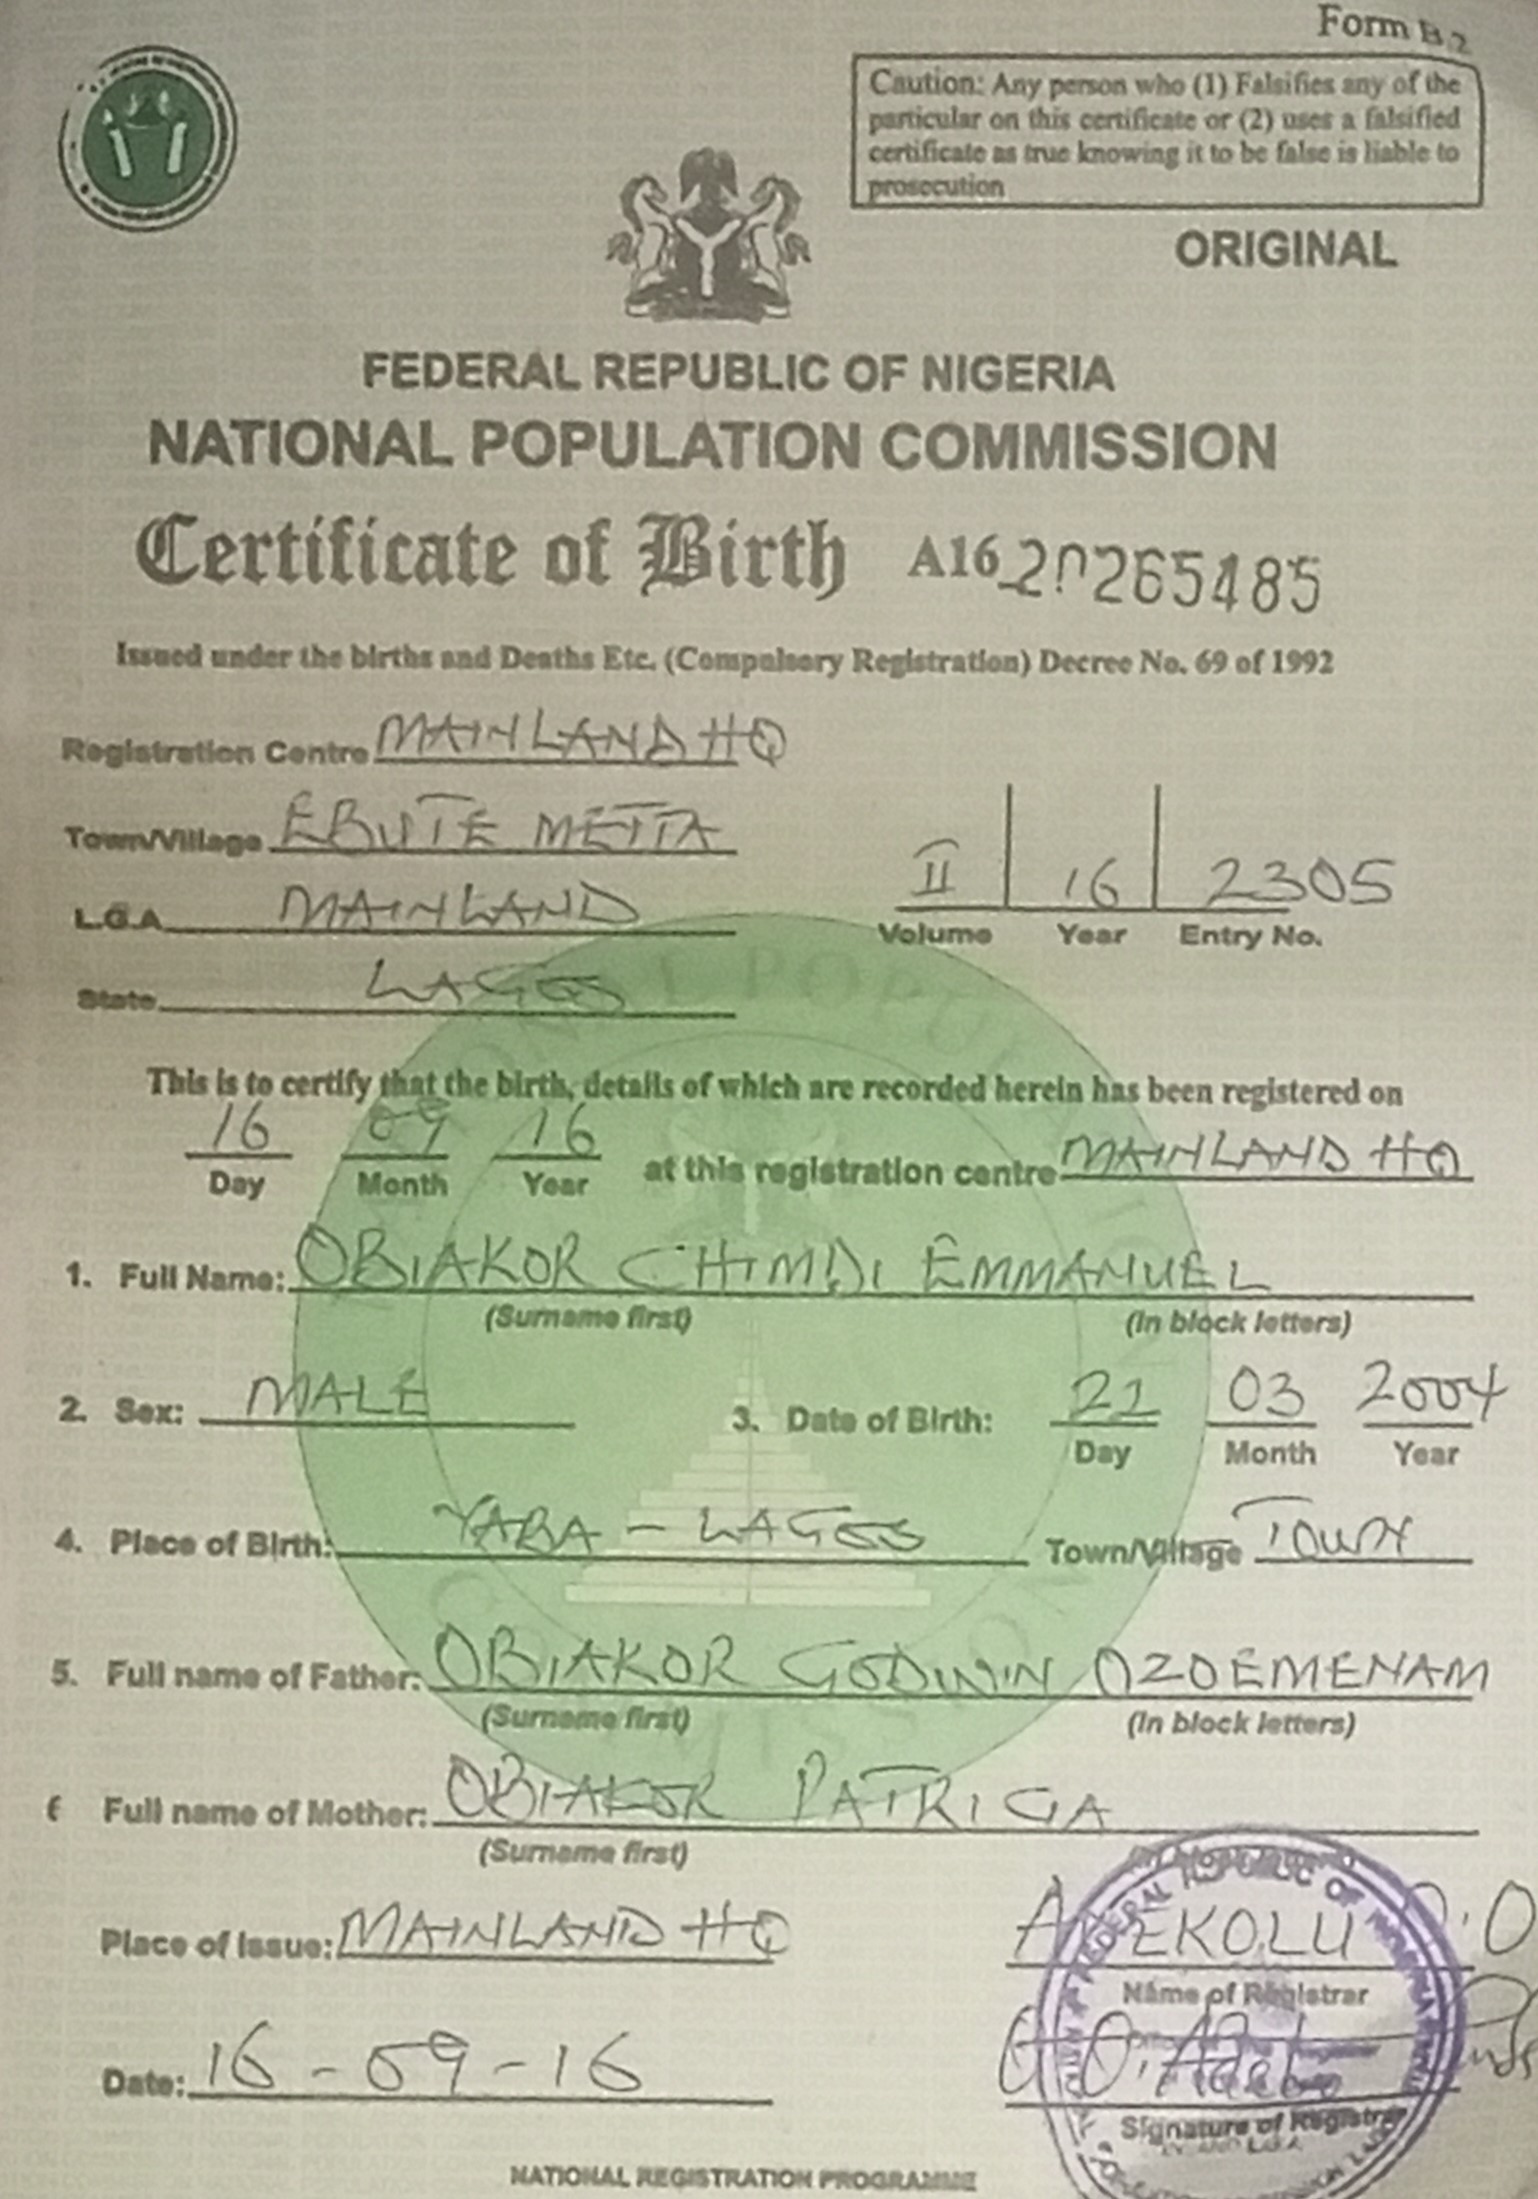 Form B2
Caution: Any person who (1) Falsifies any of the
particular on this certificate or (2) uses a falsified
certificate as true knowing it to be false is liable to
prosecution
ORIGINAL
FEDERAL REPUBLIC OF NIGERIA
NATIONAL POPULATION COMMISSION
Certificate of Birth A16 20265485
Issued under the births and Deaths Etc. (Compulsory Registration) Decree No. 69 of 1992
Registration Centre MAINLAND HQ
Town/Village EBUTE METTA
II 16 2305
L.G.A MAINLAND
Volume Year Entry No.
State LAGOS
This is to certify that the birth, details of which are recorded herein has been registered on
16 09 16 at this registration centre MAINLAND HQ
Day Month Year
1. Full Name: OBIAKOR CHIMDI EMMANUEL
(Surname first) (In block letters)
2. Sex: MALE 3. Date of Birth: 21 03 2004
Day Month Year
4. Place of Birth: YABA - LAGOS Town/Village TOWN
5. Full name of Father: OBIAKOR GODWIN OZOEMENAM
(Surname first) (In block letters)
6 Full name of Mother: OBIAKOR PATRICIA
(Surname first)
Place of Issue: MAINLAND HQ
ADEKOLU O.O
Name of Registrar
Date: 16-09-16
Signature of Registrar
NATIONAL REGISTRATION PROGRAMME